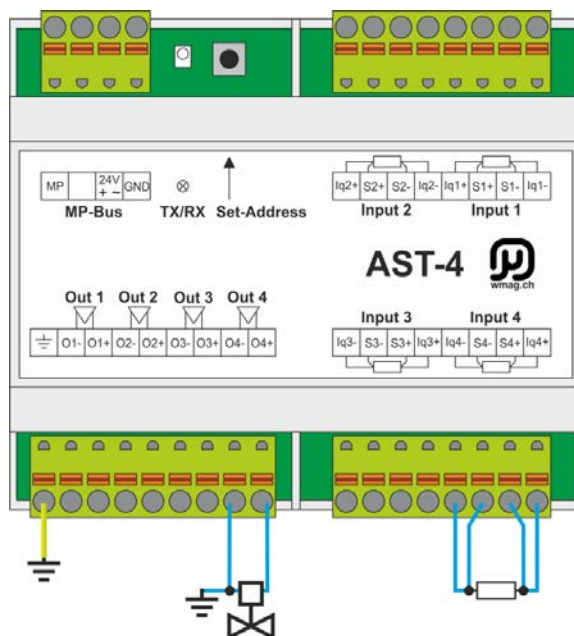 24V
MP + ~ GND
MP-Bus TX/RX Set-Address
Iq2+ S2+ S2- Iq2- Iq1+ S1+ S1- Iq1-
Input 2 Input 1
AST-4
wmag.ch
Out 1 Out 2 Out 3 Out 4
O1- O1+ O2- O2+ O3- O3+ O4- O4+
Input 3 Input 4
Iq3- S3- S3+ Iq3+ Iq4- S4- S4+ Iq4+